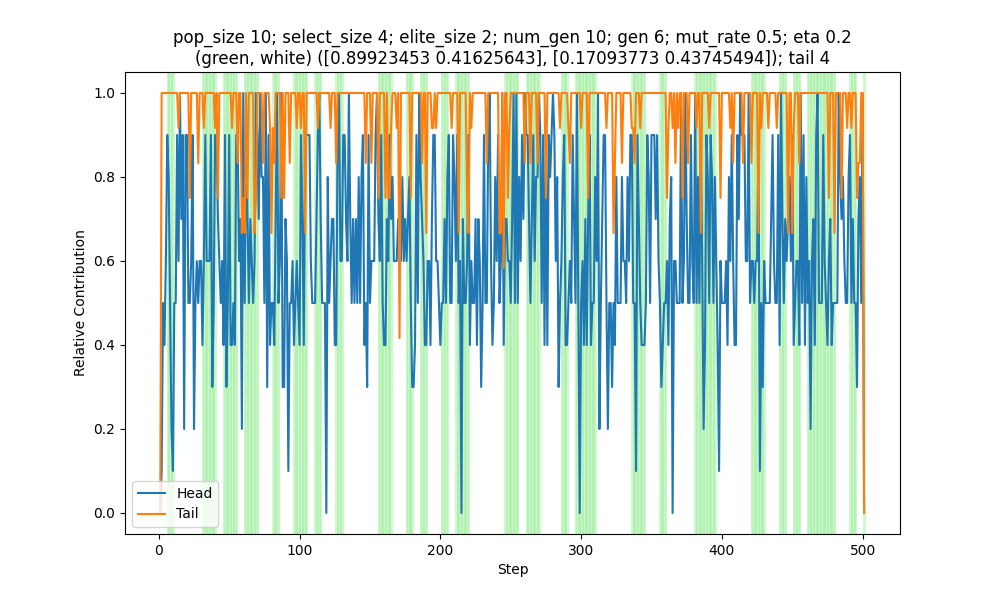 pop_size 10; select_size 4; elite_size 2; num_gen 10; gen 6; mut_rate 0.5; eta 0.2
(green, white) ([0.89923453 0.41625643], [0.17093773 0.43745494]); tail 4
Relative Contribution
1.0
0.8
0.6
0.4
0.2
0.0
Head
Tail
0
100
200
300
400
500
Step